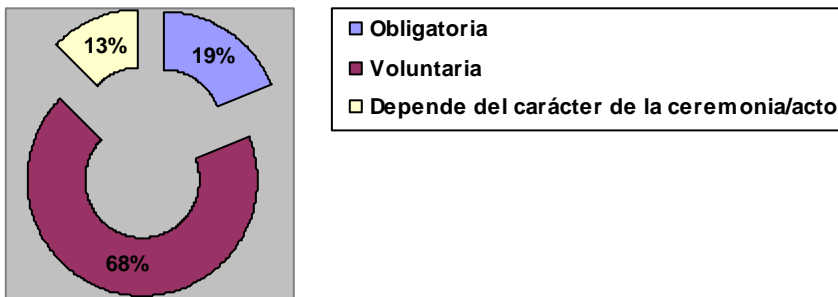 13%
19%
68%
Obligatoria
Voluntaria
Depende del carácter de la ceremonia/acto